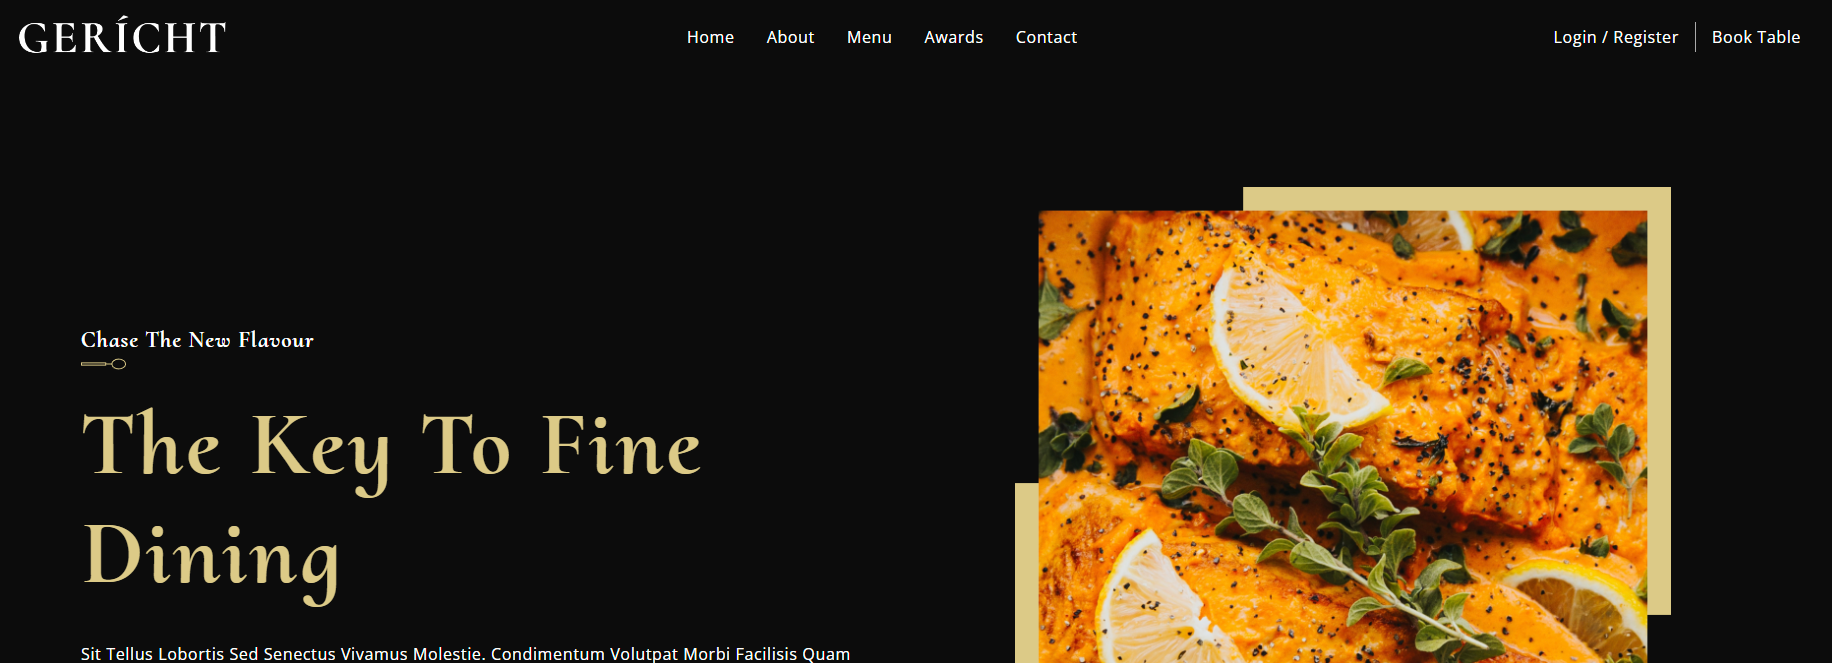 GERÍCHT
Home About Menu Awards Contact
Login / Register Book Table
Chase The New Flavour
The Key To Fine
Dining
Sit Tellus Lobortis Sed Senectus Vivamus Molestie. Condimentum Volutpat Morbi Facilisis Quam